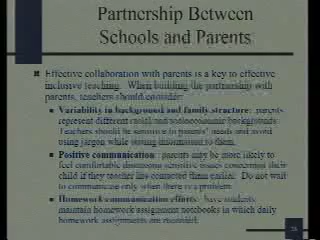 Partnership Between
Schools and Parents
Effective collaboration with parents is a key to effective
inclusive teaching. When building the partnership with
parents, teachers should consider:
Variability in background and family structure: parents
represent different racial and socioeconomic backgrounds.
Teachers should be sensitive to parents' needs and avoid
using jargon while sending information to them.
Positive communication: parents may be more likely to
feel comfortable discussing sensitive issues concerning their
child if they teacher has contacted them earlier. Do not wait
to communicate only when there is a problem.
Homework communication efforts: have students
maintain homework assignment notebooks in which daily
homework assignments are recorded.